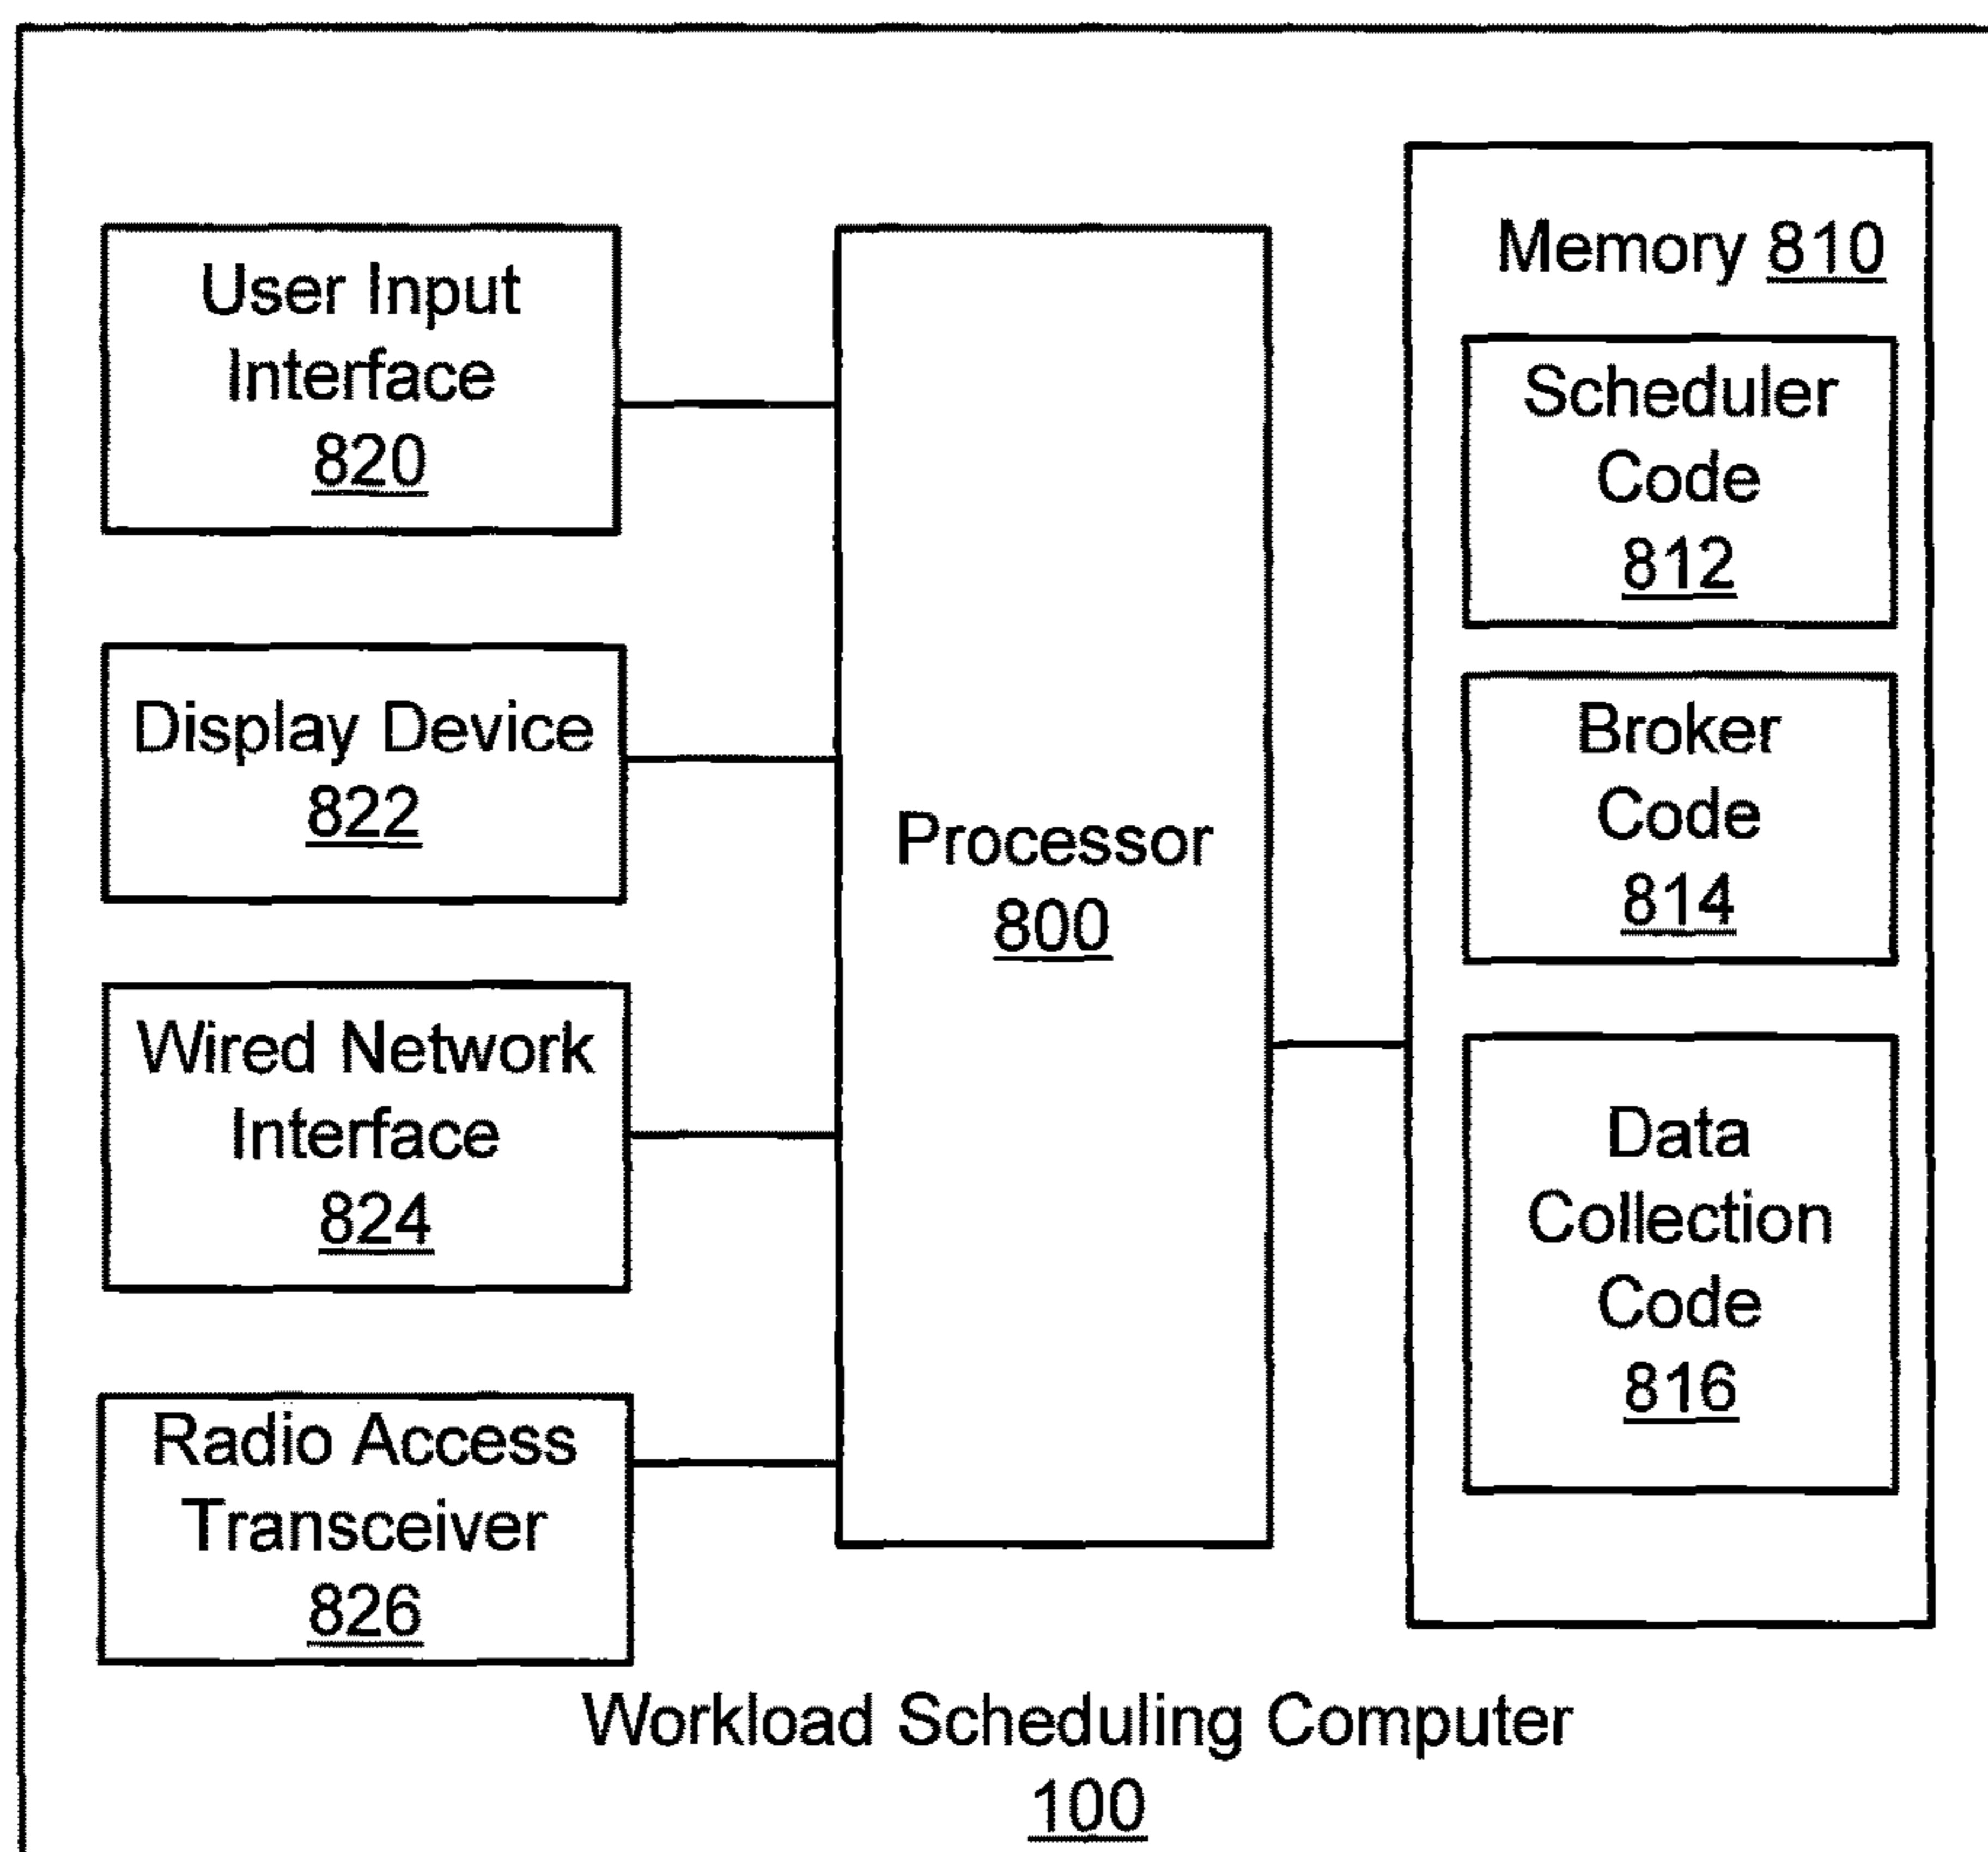 User Input
Interface
820
Display Device
822
Wired Network
Interface
824
Radio Access
Transceiver
826
Processor
800
Memory 810
Scheduler
Code
812
Broker
Code
814
Data
Collection
Code
816
Workload Scheduling Computer
100